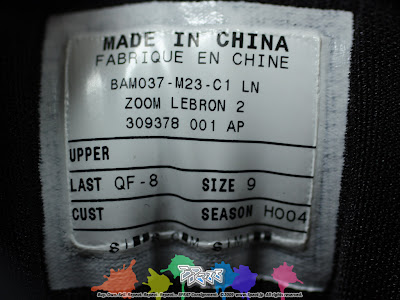 MADE IN CHINA
FABRIQUE EN CHINE
BAM037-M23-C1 LN
ZOOM LEBRON 2
309378 001 AP
UPPER
LAST QF-8 SIZE 9
CUST SEASON HO04